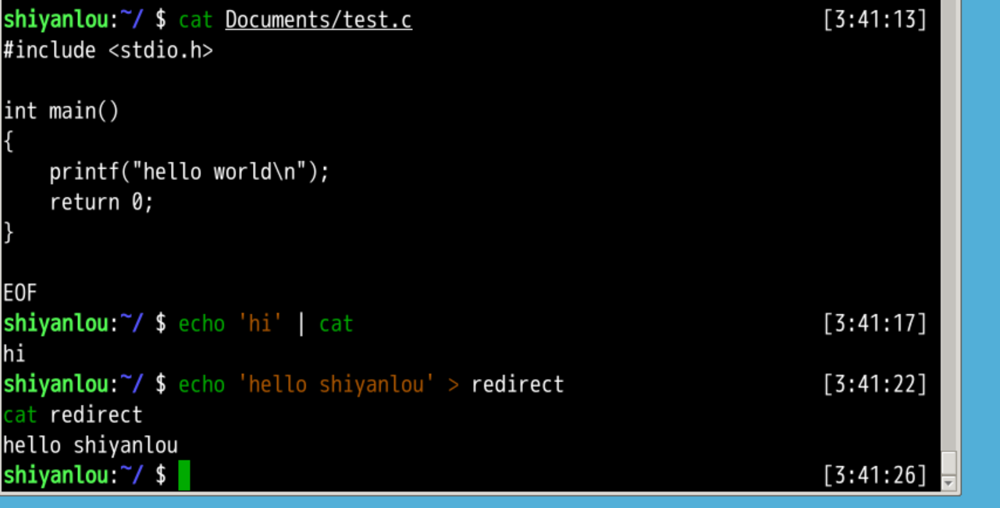 shiyanlou:~/ $ cat Documents/test.c [3:41:13]
#include <stdio.h>
int main()
{
    printf("hello world\n");
    return 0;
}
EOF
shiyanlou:~/ $ echo 'hi' | cat [3:41:17]
hi
shiyanlou:~/ $ echo 'hello shiyanlou' > redirect [3:41:22]
cat redirect
hello shiyanlou
shiyanlou:~/ $ [3:41:26]